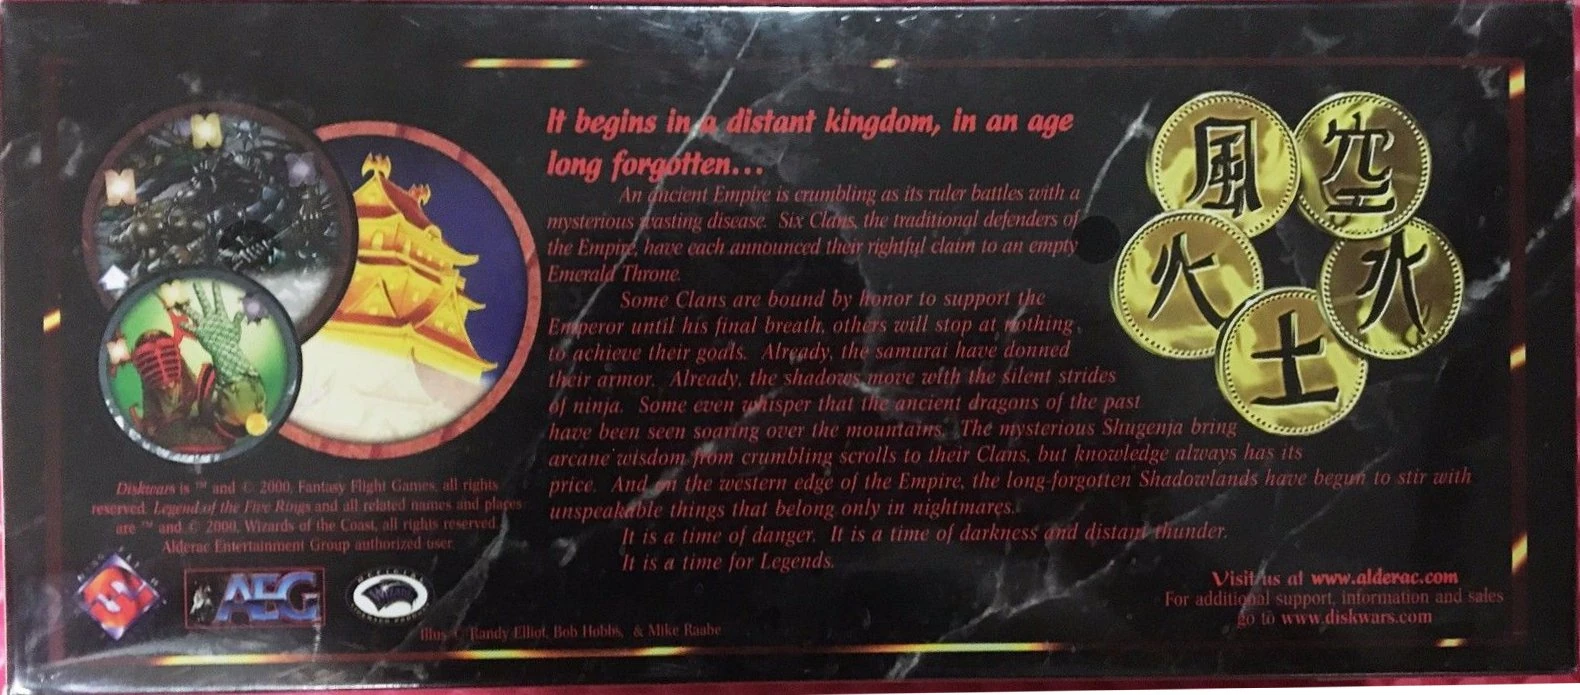 It begins in a distant kingdom, in an age
long forgotten...
An ancient Empire is crumbling as its ruler battles with a
mysterious wasting disease. Six Clans, the traditional defenders of
the Empire, have each announced their rightful claim to an empty
Emerald Throne.
Some Clans are bound by honor to support the
Emperor until his final breath, others will stop at nothing
to achieve their goals. Already, the samurai have donned
their armor. Already, the shadows move with the silent strides
of ninja. Some even whisper that the ancient dragons of the past
have been seen soaring over the mountains. The mysterious Shugenja bring
arcane wisdom from crumbling scrolls to their Clans, but knowledge always has its
price. And on the western edge of the Empire, the long-forgotten Shadowlands have begun to stir with
unspeakable things that belong only in nightmares.
It is a time of danger. It is a time of darkness and distant thunder.
It is a time for Legends.
風
空
火
水
土
Diskwars is ™ and © 2000, Fantasy Flight Games, all rights
reserved. Legend of the Five Rings and all related names and places
are ™ and © 2000, Wizards of the Coast, all rights reserved.
Alderac Entertainment Group authorized user.
AEG
OFFICIAL
Wizards
LICENSED PRODUCT
Illus © Randy Elliot, Bob Hobbs, & Mike Raabe
Visit us at www.alderac.com
For additional support, information and sales
go to www.diskwars.com